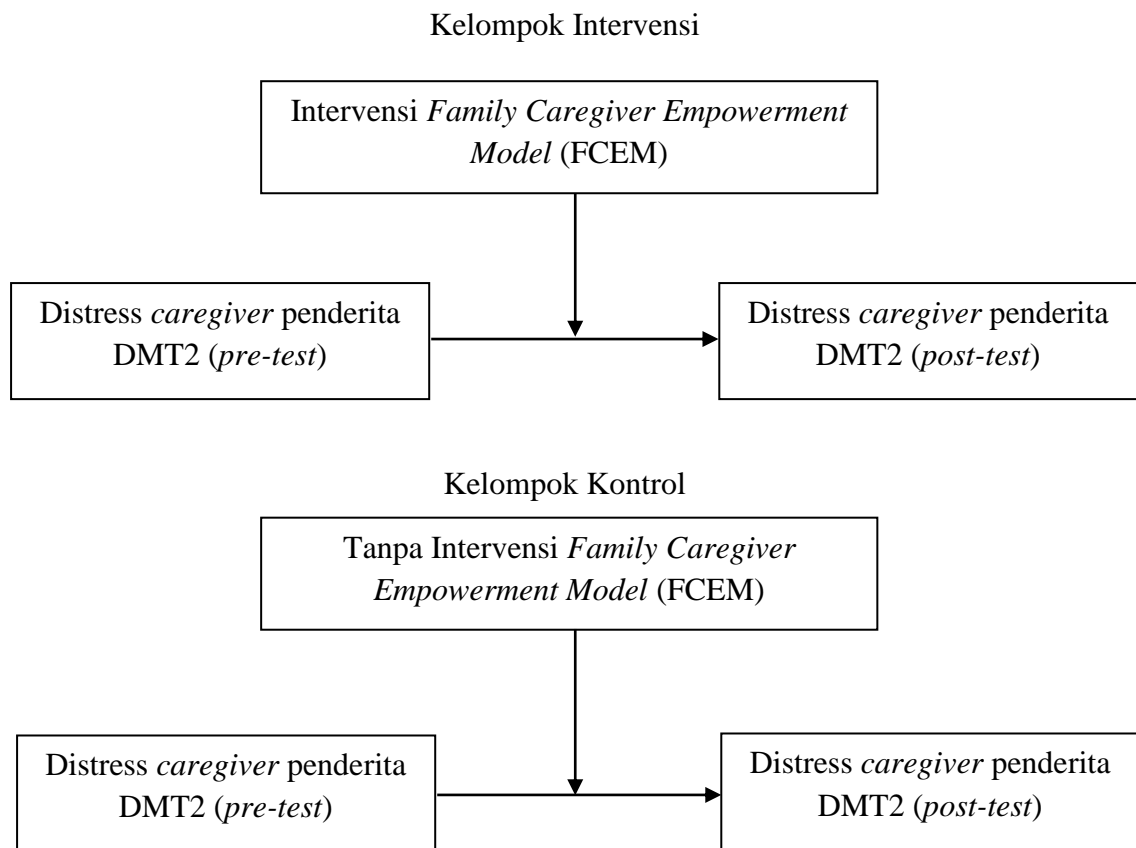 Kelompok Intervensi
Intervensi Family Caregiver Empowerment
Model (FCEM)
Distress caregiver penderita
DMT2 (pre-test)
Distress caregiver penderita
DMT2 (post-test)
Kelompok Kontrol
Tanpa Intervensi Family Caregiver
Empowerment Model (FCEM)
Distress caregiver penderita
DMT2 (pre-test)
Distress caregiver penderita
DMT2 (post-test)